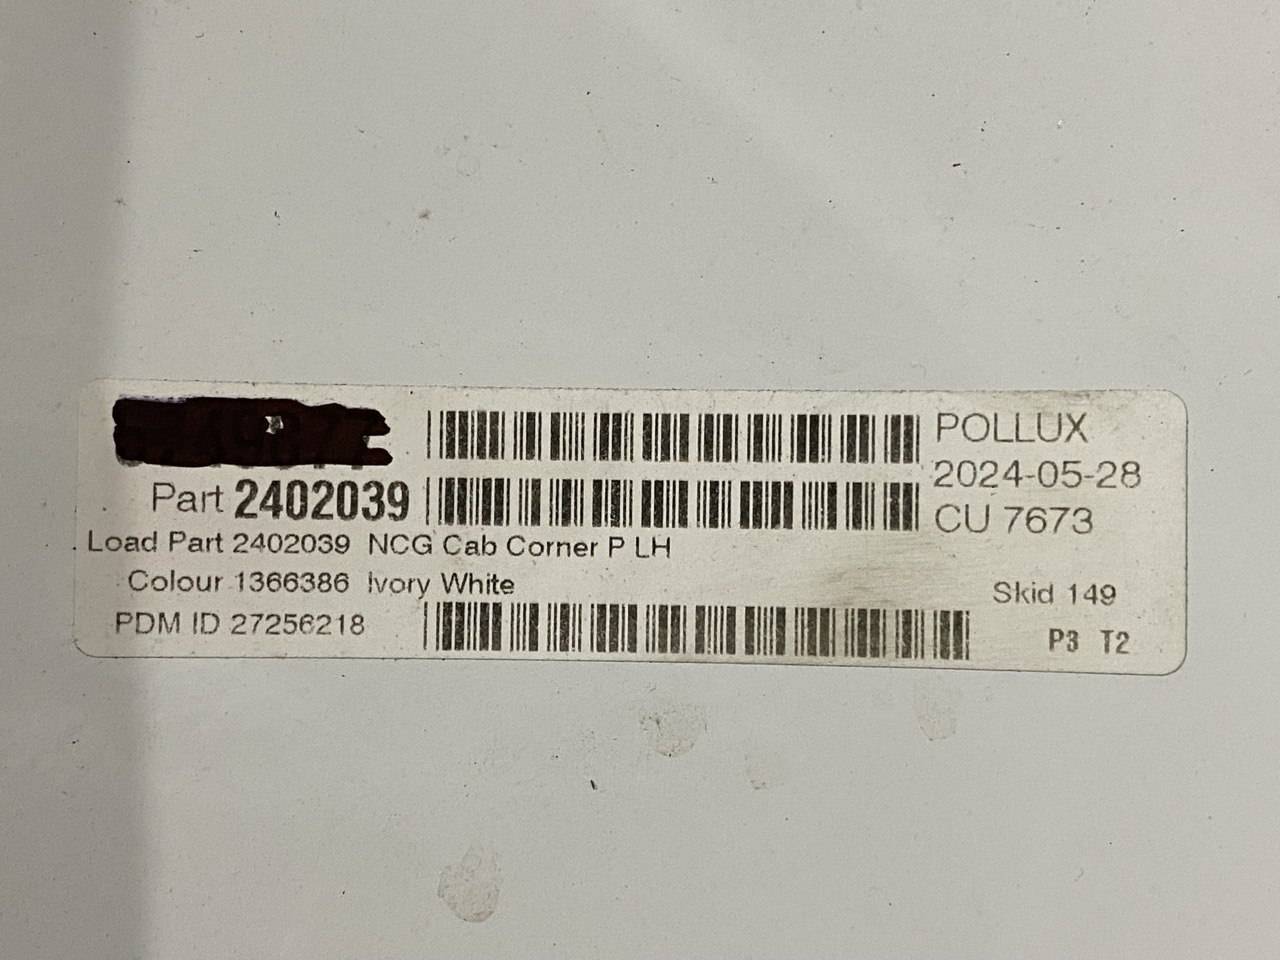 POLLUX
2024-05-28
Part 2402039
CU 7673
Load Part 2402039 NCG Cab Corner P LH
Colour 1366386 Ivory White
Skid 149
PDM ID 27256218
P3 T2